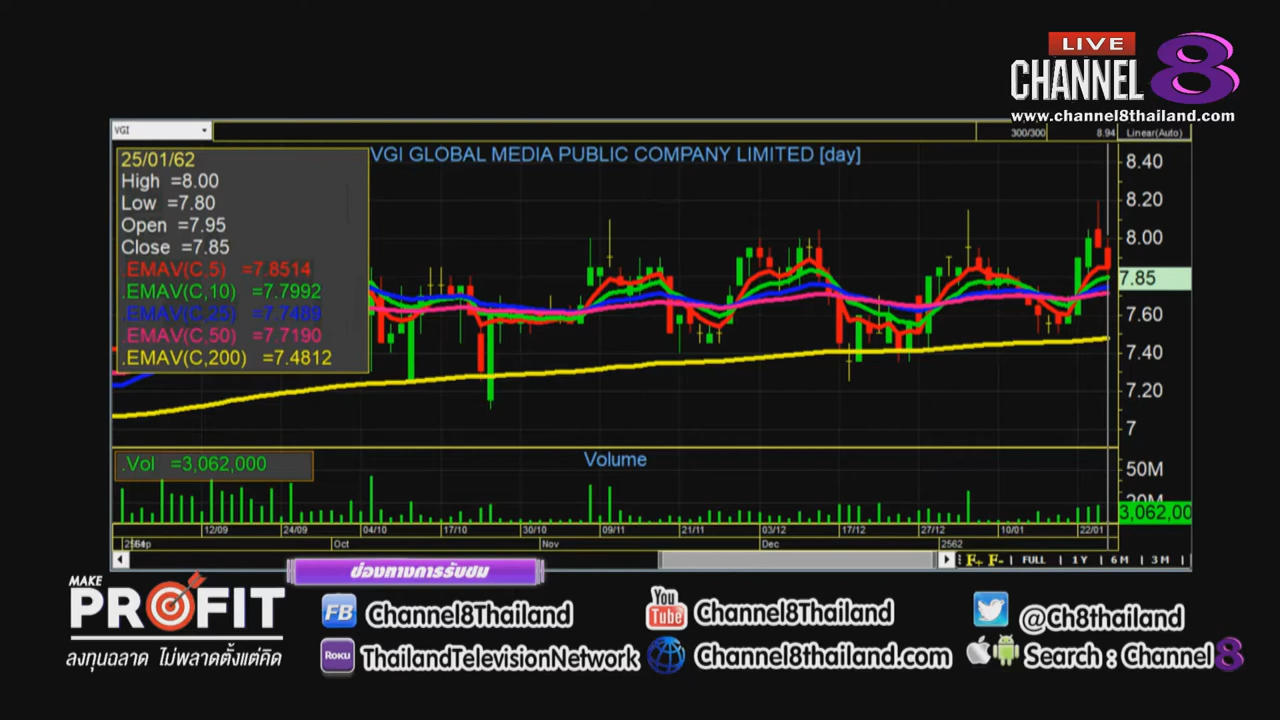 LIVE
CHANNEL 8
www.channel8thailand.com
VGI
300/300
8.94
Linear(Auto)
VGI GLOBAL MEDIA PUBLIC COMPANY LIMITED [day]
25/01/62
High =8.00
Low =7.80
Open =7.95
Close =7.85
.EMAV(C,5) =7.8514
.EMAV(C,10) =7.7992
.EMAV(C,25) =7.7489
.EMAV(C,50) =7.7190
.EMAV(C,200) =7.4812
8.40
8.20
8.00
7.85
7.60
7.40
7.20
7
Volume
.Vol =3,062,000
50M
20M
3,062,00
12/09 24/09 04/10 17/10 30/10 09/11 21/11 03/12 17/12 27/12 10/01 22/01
Oct Nov Dec 2562
F+ F- FULL 1Y 6M 3M
ช่องทางการรับชม
MAKE
PROFIT
ลงทุนฉลาด ไม่พลาดตั้งแต่คิด
FB Channel8Thailand
You Tube Channel8Thailand
@Ch8thailand
ROKU ThailandTelevisionNetwork
Channel8thailand.com
Search : Channel 8